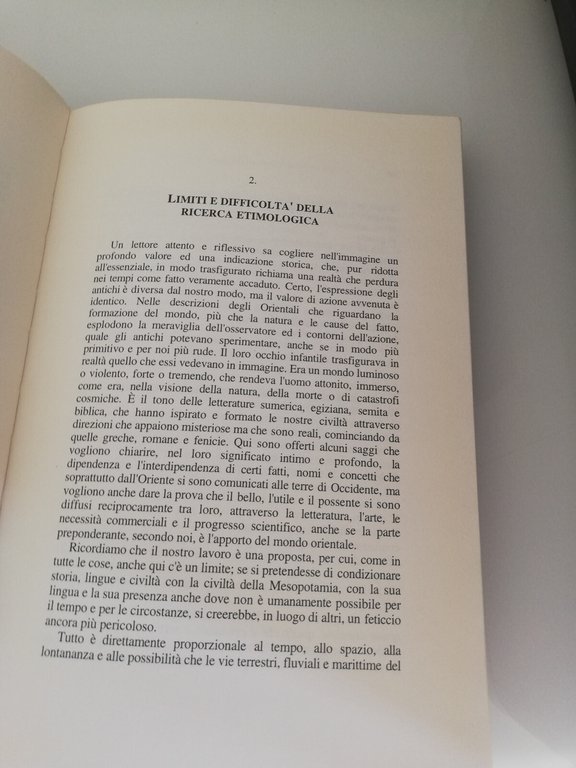 2.
LIMITI E DIFFICOLTA' DELLA
RICERCA ETIMOLOGICA
Un lettore attento e riflessivo sa cogliere nell'immagine un
profondo valore ed una indicazione storica, che, pur ridotta
all'essenziale, in modo trasfigurato richiama una realtà che perdura
nei tempi come fatto veramente accaduto. Certo, l'espressione degli
antichi è diversa dal nostro modo, ma il valore di azione avvenuta è
identico. Nelle descrizioni degli Orientali che riguardano la
formazione del mondo, più che la natura e le cause del fatto,
esplodono la meraviglia dell'osservatore ed i contorni dell'azione,
quale gli antichi potevano sperimentare, anche se in modo più
primitivo e per noi più rude. Il loro occhio infantile trasfigurava in
realtà quello che essi vedevano in immagine. Era un mondo luminoso
o violento, forte o tremendo, che rendeva l'uomo attonito, immerso,
come era, nella visione della natura, della morte o di catastrofi
cosmiche. È il tono delle letterature sumerica, egiziana, semita e
biblica, che hanno ispirato e formato le nostre civiltà attraverso
direzioni che appaiono misteriose ma che sono reali, cominciando da
quelle greche, romane e fenicie. Qui sono offerti alcuni saggi che
vogliono chiarire, nel loro significato intimo e profondo, la
dipendenza e l'interdipendenza di certi fatti, nomi e concetti che
soprattutto dall'Oriente si sono comunicati alle terre di Occidente, ma
vogliono anche dare la prova che il bello, l'utile e il possente si sono
diffusi reciprocamente tra loro, attraverso la letteratura, l'arte, le
necessità commerciali e il progresso scientifico, anche se la parte
preponderante, secondo noi, è l'apporto del mondo orientale.
Ricordiamo che il nostro lavoro è una proposta, per cui, come in
tutte le cose, anche qui c'è un limite; se si pretendesse di condizionare
storia, lingue e civiltà con la civiltà della Mesopotamia, con la sua
lingua e la sua presenza anche dove non è umanamente possibile per
il tempo e per le circostanze, si creerebbe, in luogo di altri, un feticcio
ancora più pericoloso.
Tutto è direttamente proporzionale al tempo, allo spazio, alla
lontananza e alle possibilità che le vie terrestri, fluviali e marittime del